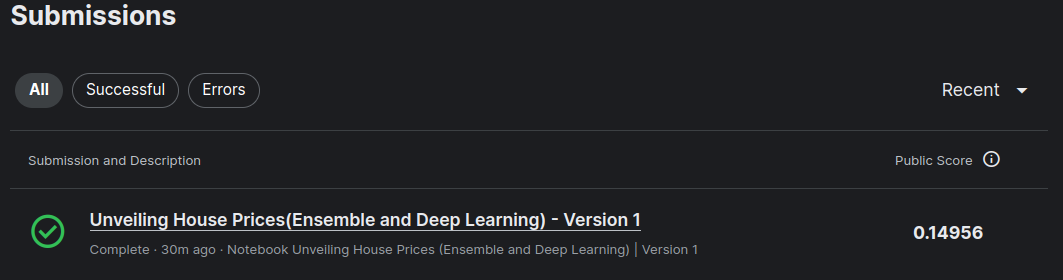 Submissions
All Successful Errors Recent
Submission and Description Public Score
Unveiling House Prices(Ensemble and Deep Learning) - Version 1
0.14956
Complete · 30m ago · Notebook Unveiling House Prices (Ensemble and Deep Learning) | Version 1